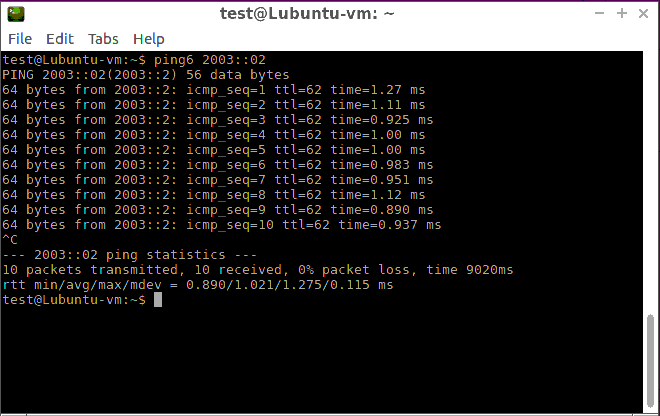 test@Lubuntu-vm: ~
File Edit Tabs Help
test@Lubuntu-vm:~$ ping6 2003::02
PING 2003::02(2003::2) 56 data bytes
64 bytes from 2003::2: icmp_seq=1 ttl=62 time=1.27 ms
64 bytes from 2003::2: icmp_seq=2 ttl=62 time=1.11 ms
64 bytes from 2003::2: icmp_seq=3 ttl=62 time=0.925 ms
64 bytes from 2003::2: icmp_seq=4 ttl=62 time=1.00 ms
64 bytes from 2003::2: icmp_seq=5 ttl=62 time=1.00 ms
64 bytes from 2003::2: icmp_seq=6 ttl=62 time=0.983 ms
64 bytes from 2003::2: icmp_seq=7 ttl=62 time=0.951 ms
64 bytes from 2003::2: icmp_seq=8 ttl=62 time=1.12 ms
64 bytes from 2003::2: icmp_seq=9 ttl=62 time=0.890 ms
64 bytes from 2003::2: icmp_seq=10 ttl=62 time=0.937 ms
^C
--- 2003::02 ping statistics ---
10 packets transmitted, 10 received, 0% packet loss, time 9020ms
rtt min/avg/max/mdev = 0.890/1.021/1.275/0.115 ms
test@Lubuntu-vm:~$